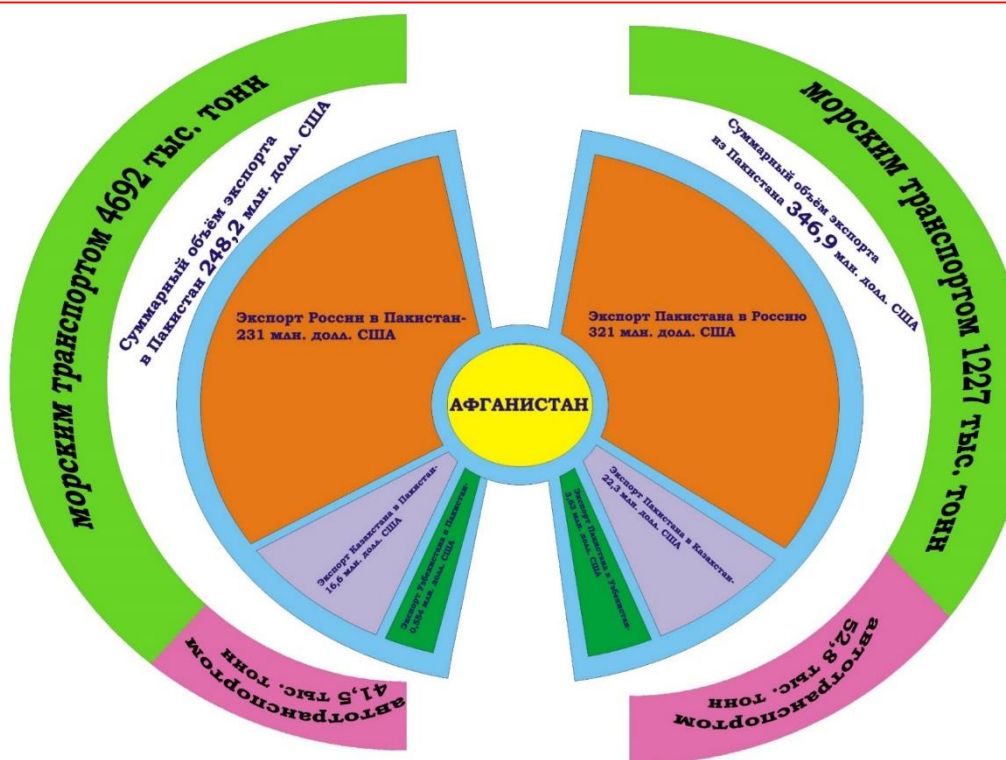 морским транспортом 4692 тыс. тонн
Суммарный объём экспорта
в Пакистан 248,2 млн. долл. США
Экспорт России в Пакистан-
231 млн. долл. США
Экспорт Казахстана в Пакистан-
16,6 млн. долл. США
Экспорт Узбекистана в Пакистан-
0,554 млн. долл. США
автотранспортом
41,5 тыс. тонн
АФГАНИСТАН
морским транспортом 1227 тыс. тонн
Суммарный объём экспорта
из Пакистана 346,9 млн. долл. США
Экспорт Пакистана в Россию
321 млн. долл. США
Экспорт Пакистана в Казахстан-
22,3 млн. долл. США
Экспорт Пакистана в Узбекистан-
3,63 млн. долл. США
автотранспортом
52,8 тыс. тонн